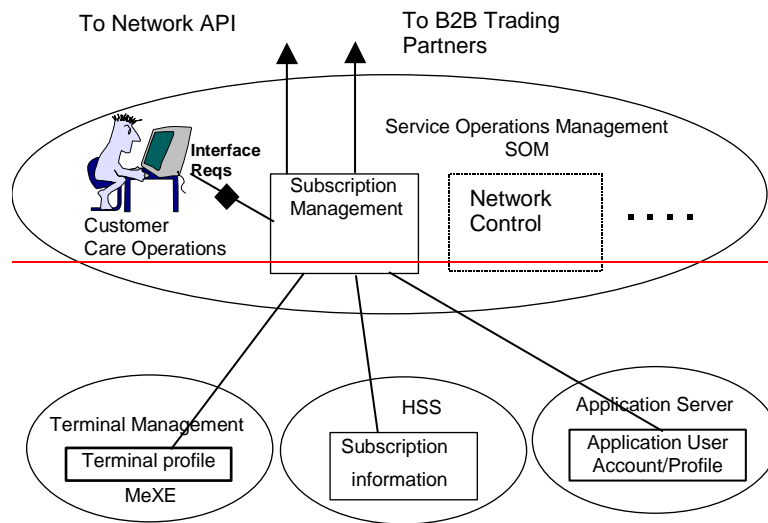 To Network API
To B2B Trading
Partners
Service Operations Management
SOM
Interface
Reqs
Subscription
Management
Network
Control
Customer
Care Operations
Terminal Management
Terminal profile
MeXE
HSS
Subscription
information
Application Server
Application User
Account/Profile